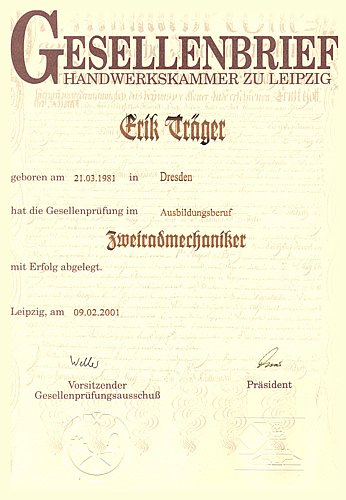 GESELLENBRIEF
HANDWERKSKAMMER ZU LEIPZIG
Erik Träger
geboren am 21.03.1981 in Dresden
hat die Gesellenprüfung im Ausbildungsberuf
Zweiradmechaniker
mit Erfolg abgelegt.
Leipzig, am 09.02.2001
Vorsitzender Präsident
Gesellenprüfungsausschuß